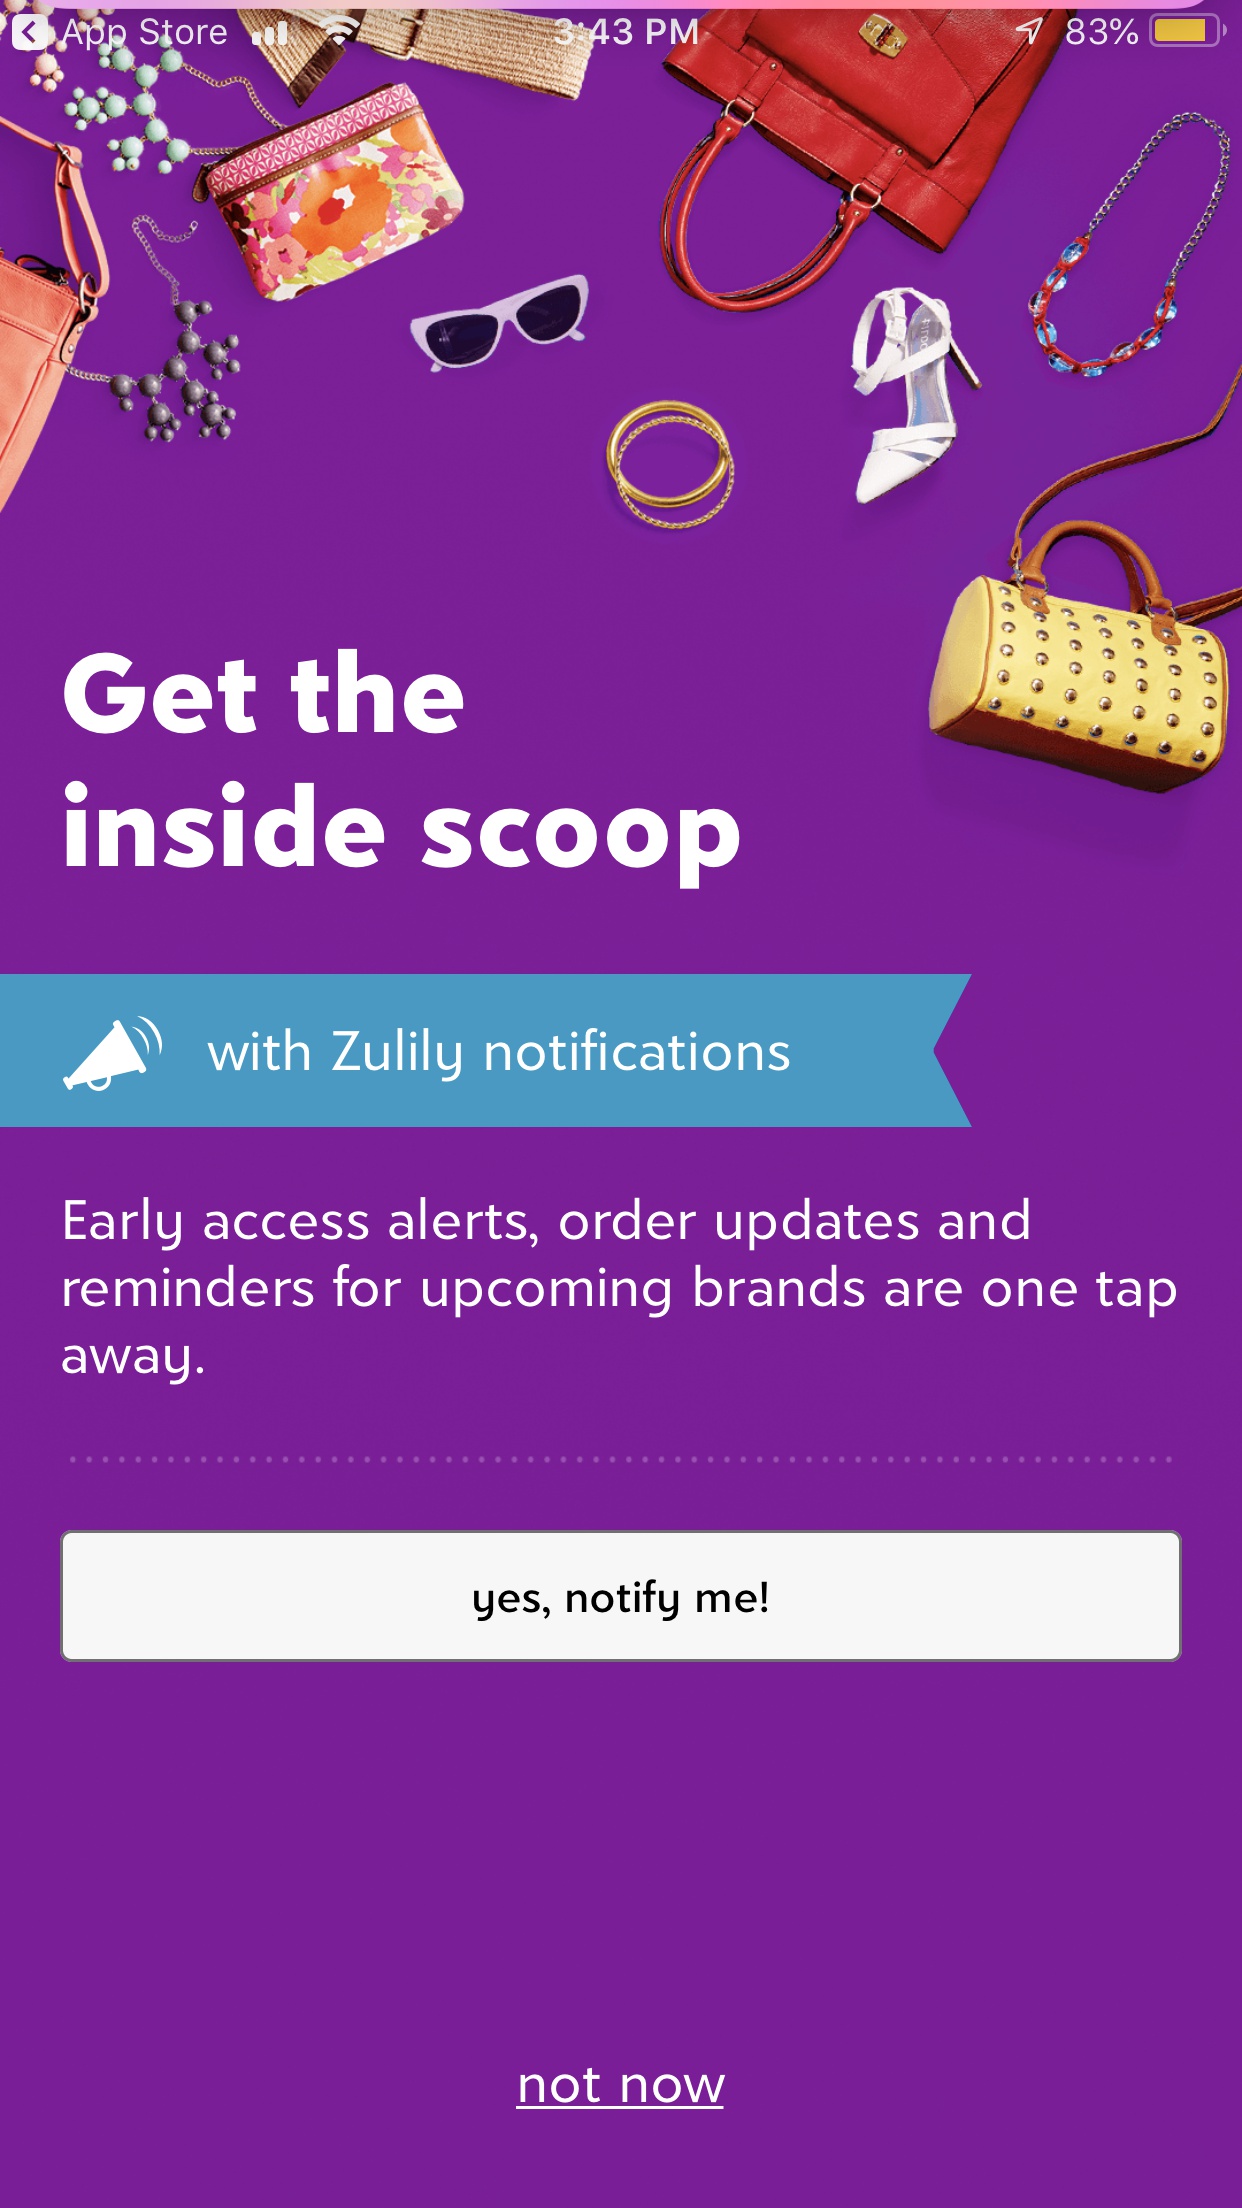 App Store 3:43 PM 83%
Get the
inside scoop
with Zulily notifications
Early access alerts, order updates and
reminders for upcoming brands are one tap
away.
yes, notify me!
not now